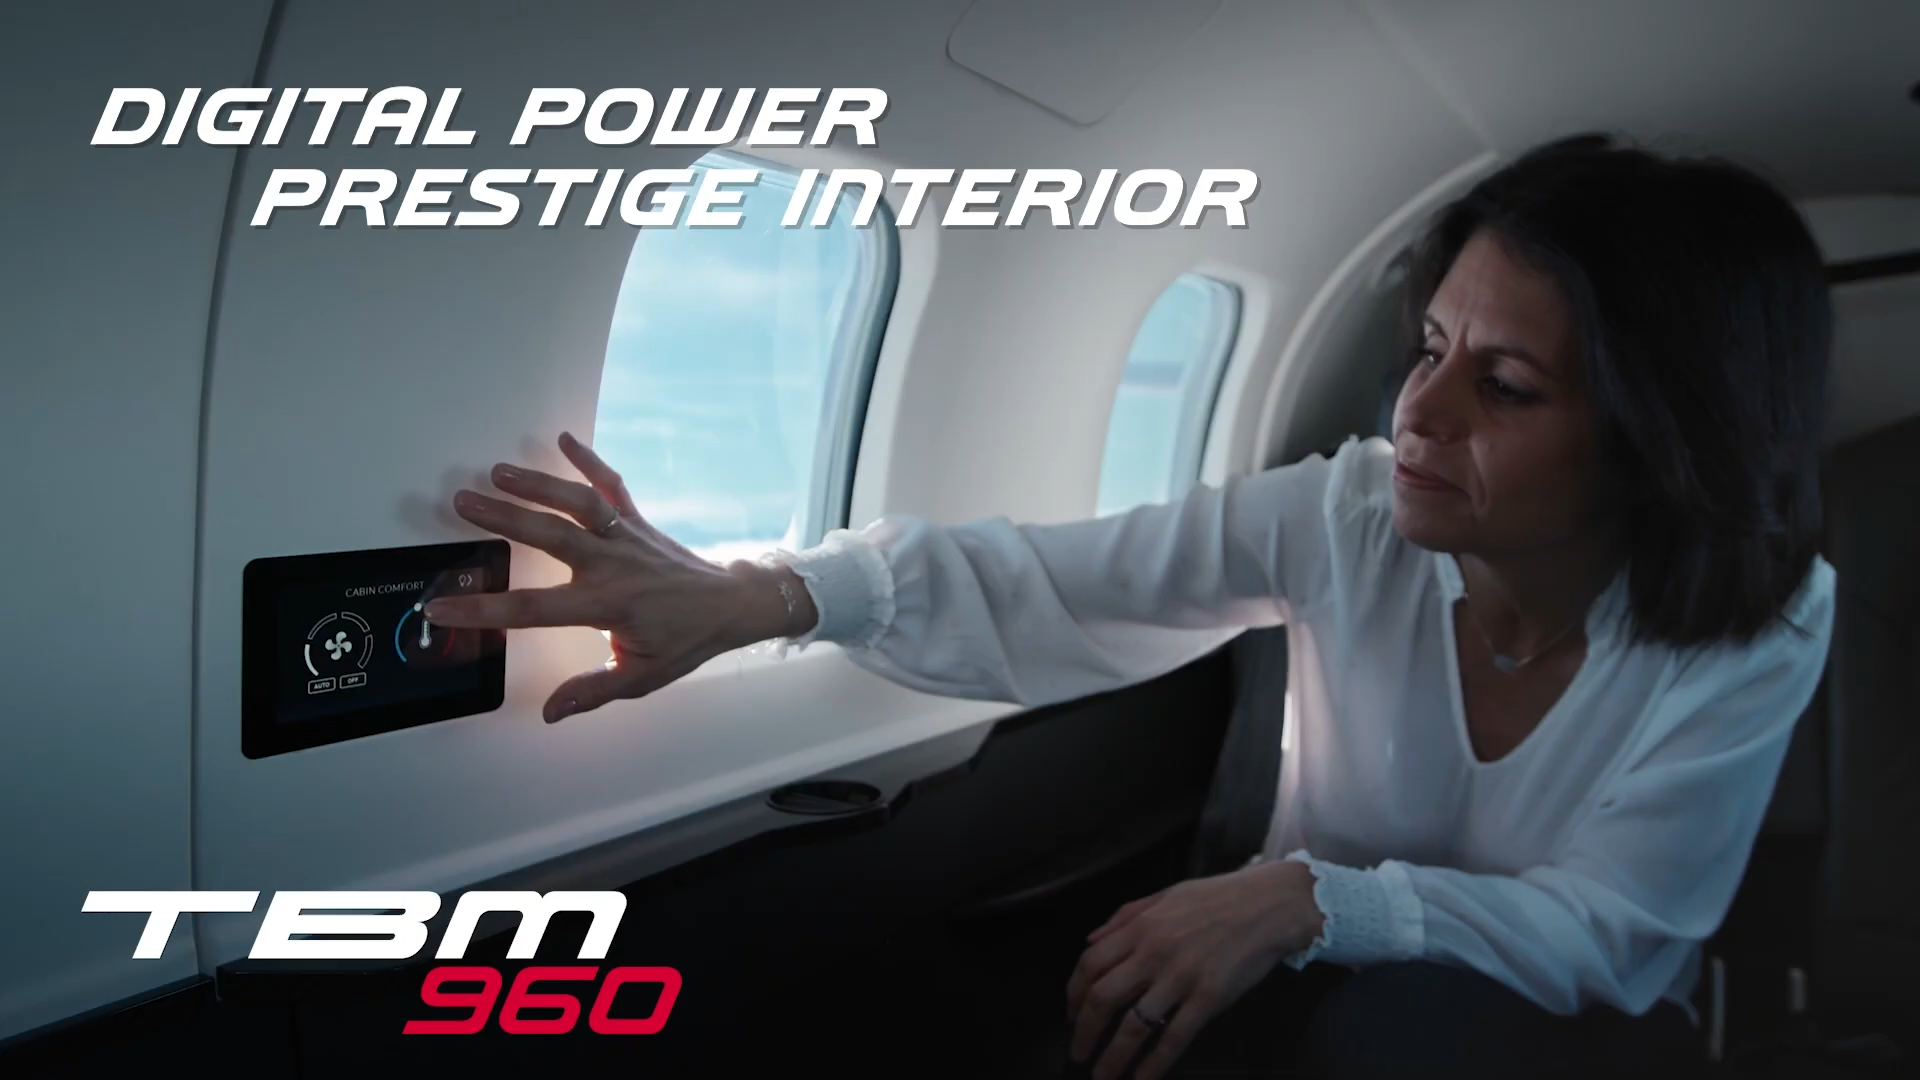 DIGITAL POWER
PRESTIGE INTERIOR
CABIN COMFORT
AUTO OFF
TBM
960